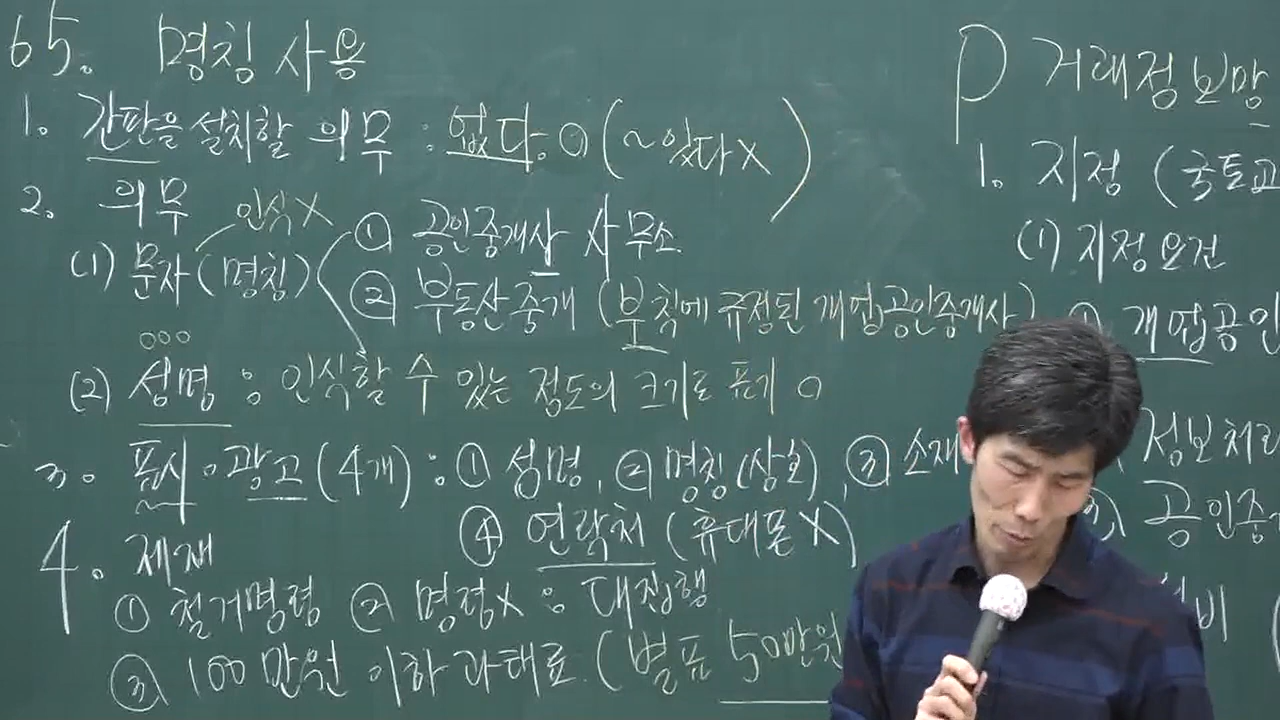 65. 명칭 사용
1. 간판을 설치할 의무 : 없다. O (~있다 X)
2. 의무 인식 X
(1) 문자 (명칭) ① 공인중개사 사무소
② 부동산중개 (부칙에 규정된 개업공인중개사)
(2) 성명 : 인식할 수 있는 정도의 크기로 표기 O
3. 표시·광고 (4개) : ① 성명, ② 명칭(상호), ③ 소재
④ 연락처 (휴대폰 X)
4. 제재
① 철거명령 ② 명령X : 대집행
③ 100만원 이하 과태료. (별표 50만원
P 거래정보망
1. 지정 (국토교
(1) 지정요건
① 개업공인
정보처리
공인중
비